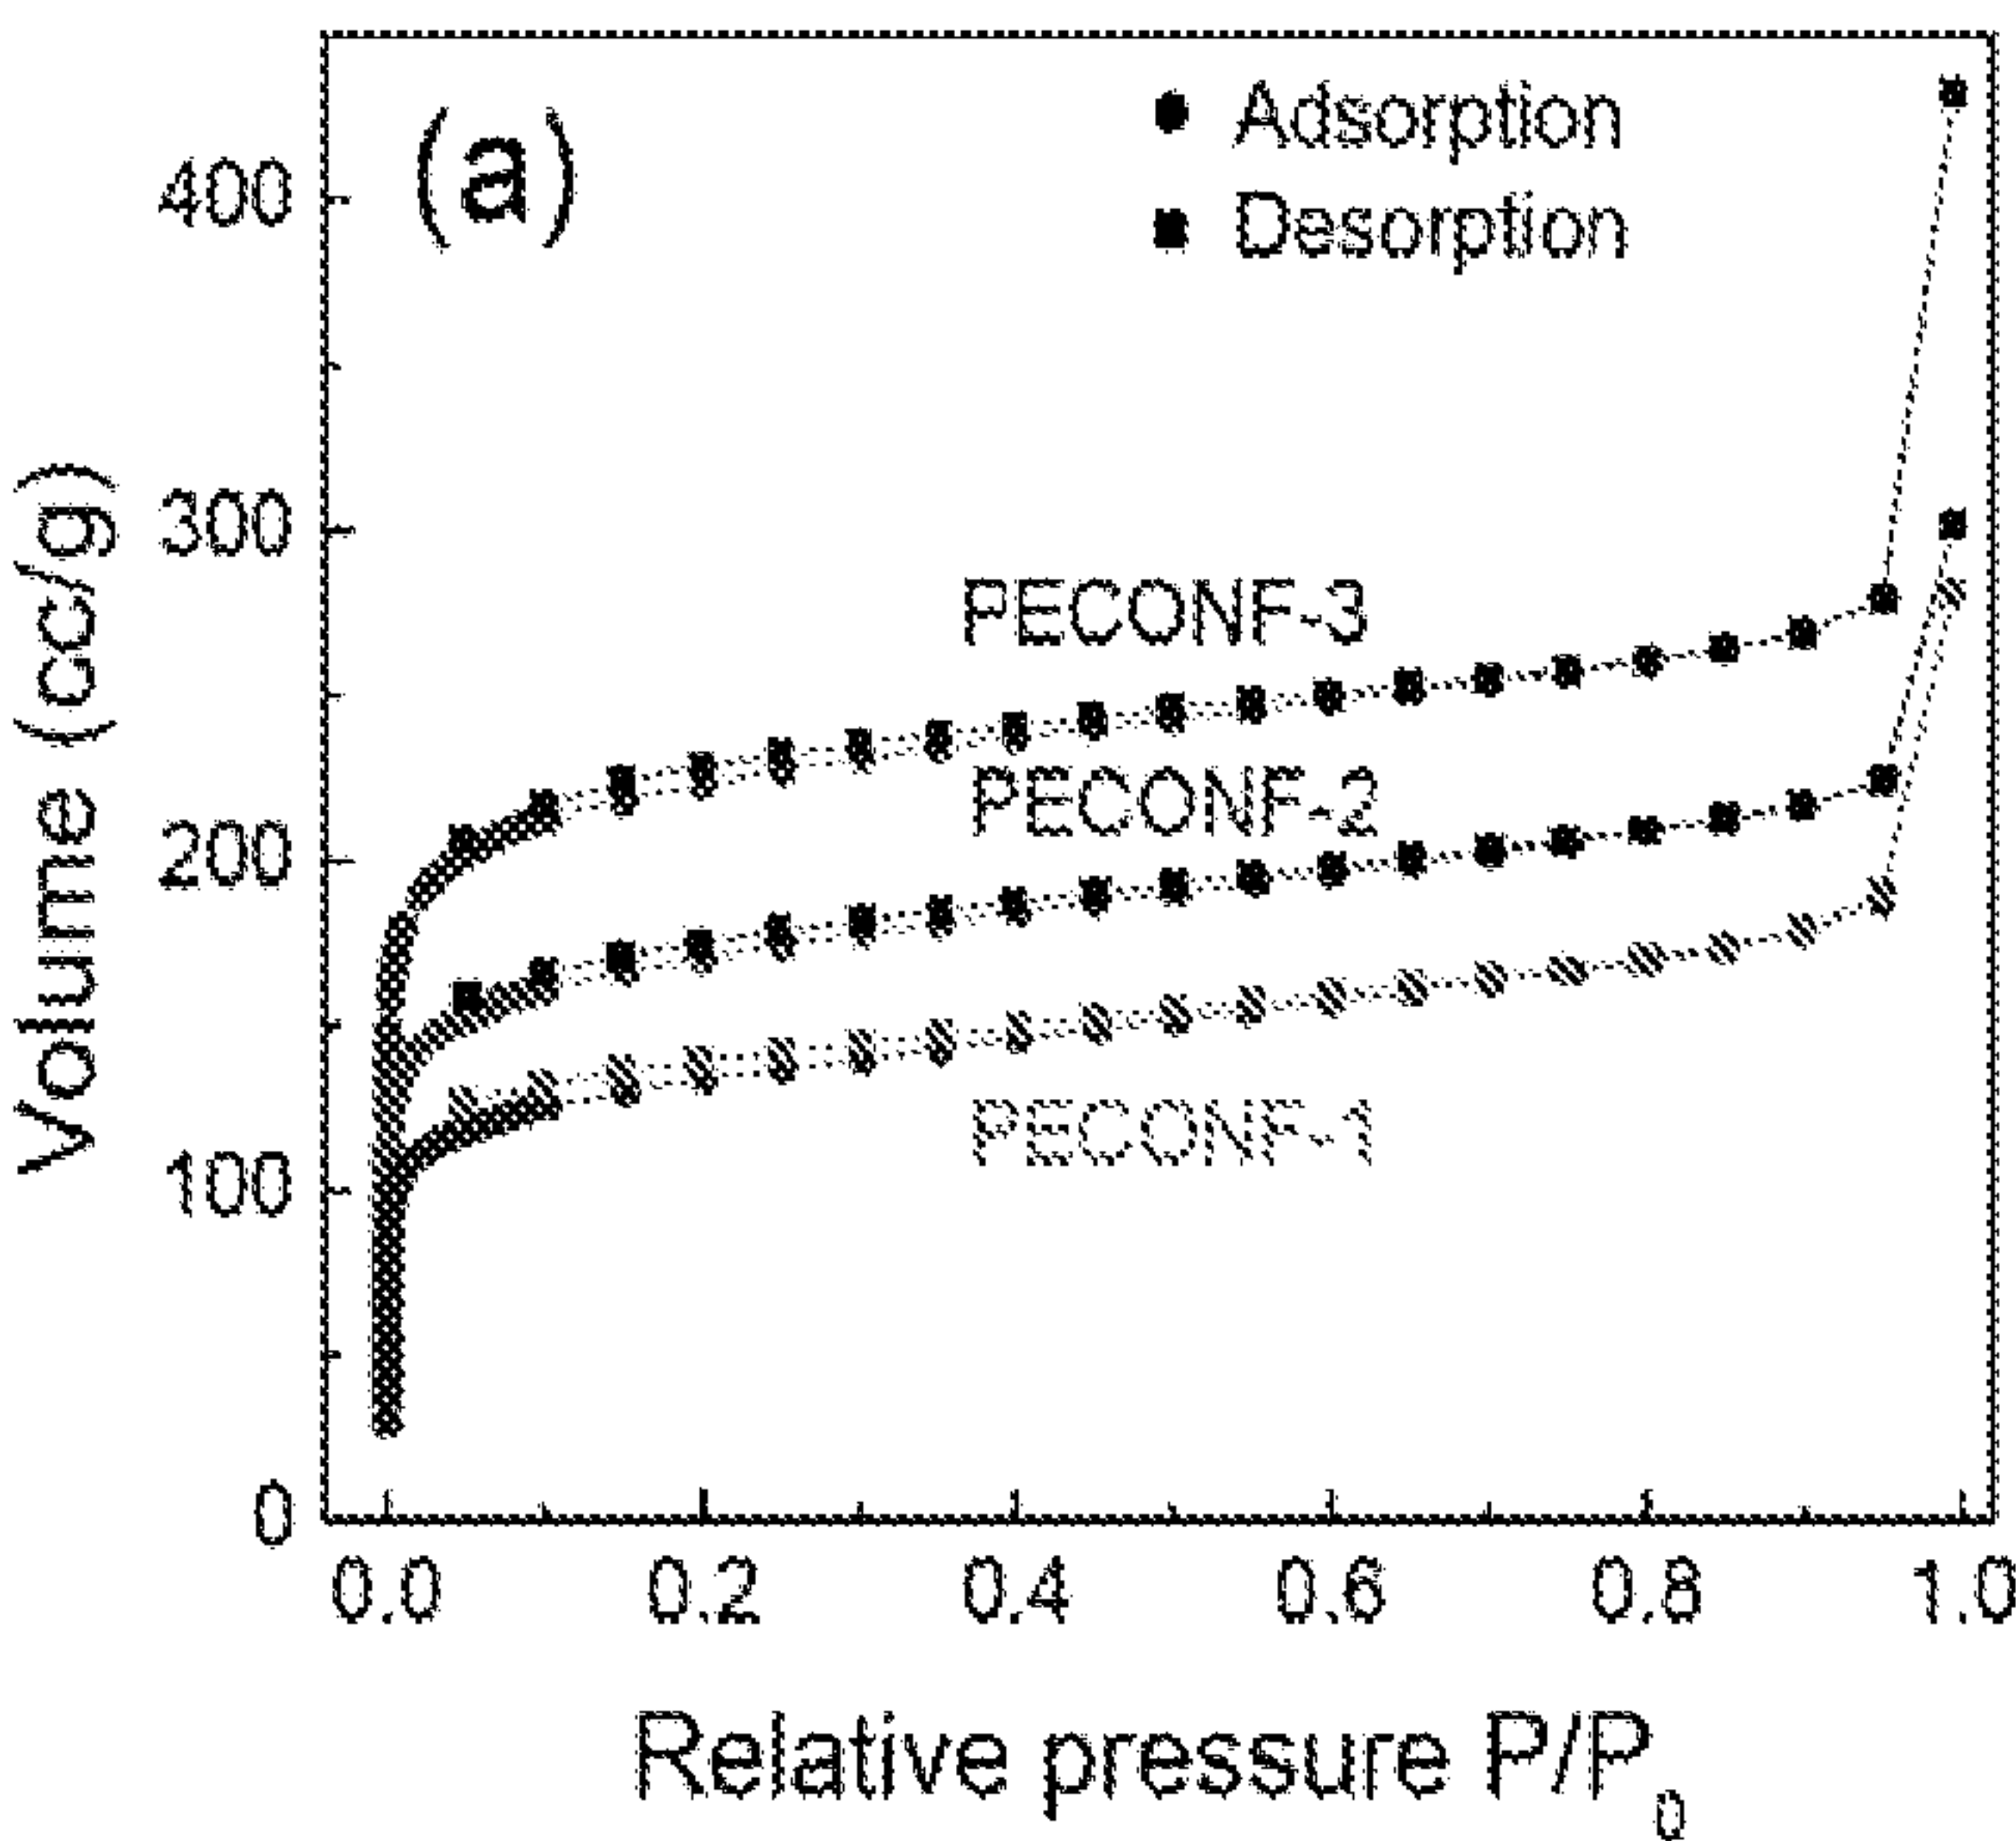 (a)
Adsorption
Desorption
400
300
200
100
0
Volume (cc/g)
PECONF-3
PECONF-2
PECONF-1
0.0 0.2 0.4 0.6 0.8 1.0
Relative pressure P/P0